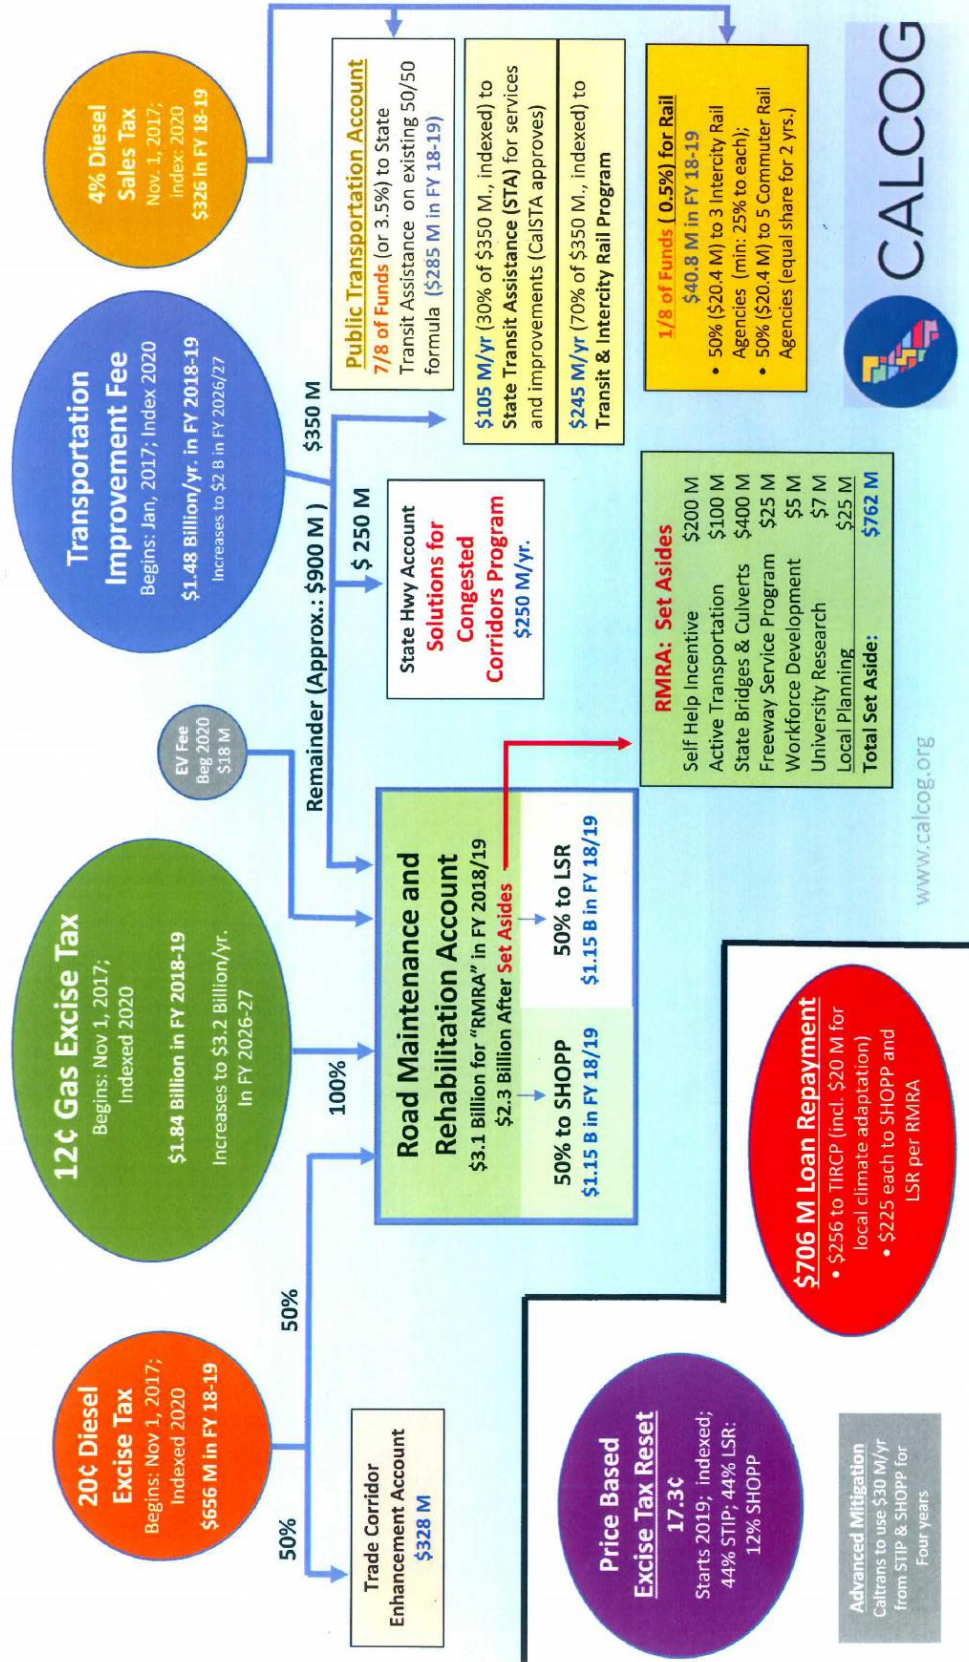 20¢ Diesel
Excise Tax
Begins: Nov 1, 2017;
Indexed 2020
$656 M in FY 18-19
12¢ Gas Excise Tax
Begins: Nov 1, 2017;
Indexed 2020
$1.84 Billion in FY 2018-19
Increases to $3.2 Billion/yr.
In FY 2026-27
EV Fee
Beg 2020
$18 M
Transportation
Improvement Fee
Begins: Jan, 2017; Index 2020
$1.48 Billion/yr. in FY 2018-19
Increases to $2 B in FY 2026/27
4% Diesel
Sales Tax
Nov. 1, 2017;
index: 2020
$326 in FY 18-19
50%
50%
100%
Remainder (Approx.: $900 M )
$ 250 M
$350 M
Trade Corridor
Enhancement Account
$328 M
Road Maintenance and
Rehabilitation Account
$3.1 Billion for “RMRA” in FY 2018/19
$2.3 Billion After Set Asides
50% to SHOPP
$1.15 B in FY 18/19
50% to LSR
$1.15 B in FY 18/19
State Hwy Account
Solutions for
Congested
Corridors Program
$250 M/yr.
Public Transportation Account
7/8 of Funds (or 3.5%) to State
Transit Assistance on existing 50/50
formula ($285 M in FY 18-19)
$105 M/yr (30% of $350 M., indexed) to
State Transit Assistance (STA) for services
and improvements (CalSTA approves)
$245 M/yr (70% of $350 M., indexed) to
Transit & Intercity Rail Program
1/8 of Funds ( 0.5%) for Rail
$40.8 M in FY 18-19
• 50% ($20.4 M) to 3 Intercity Rail
Agencies (min: 25% to each);
• 50% ($20.4 M) to 5 Commuter Rail
Agencies (equal share for 2 yrs.)
RMRA: Set Asides
Self Help Incentive $200 M
Active Transportation $100 M
State Bridges & Culverts $400 M
Freeway Service Program $25 M
Workforce Development $5 M
University Research $7 M
Local Planning $25 M
Total Set Aside: $762 M
Price Based
Excise Tax Reset
17.3¢
Starts 2019; indexed;
44% STIP; 44% LSR:
12% SHOPP
$706 M Loan Repayment
• $256 to TIRCP (incl. $20 M for
local climate adaptation)
• $225 each to SHOPP and
LSR per RMRA
Advanced Mitigation
Caltrans to use $30 M/yr
from STIP & SHOPP for
Four years
www.calcog.org
CALCOG